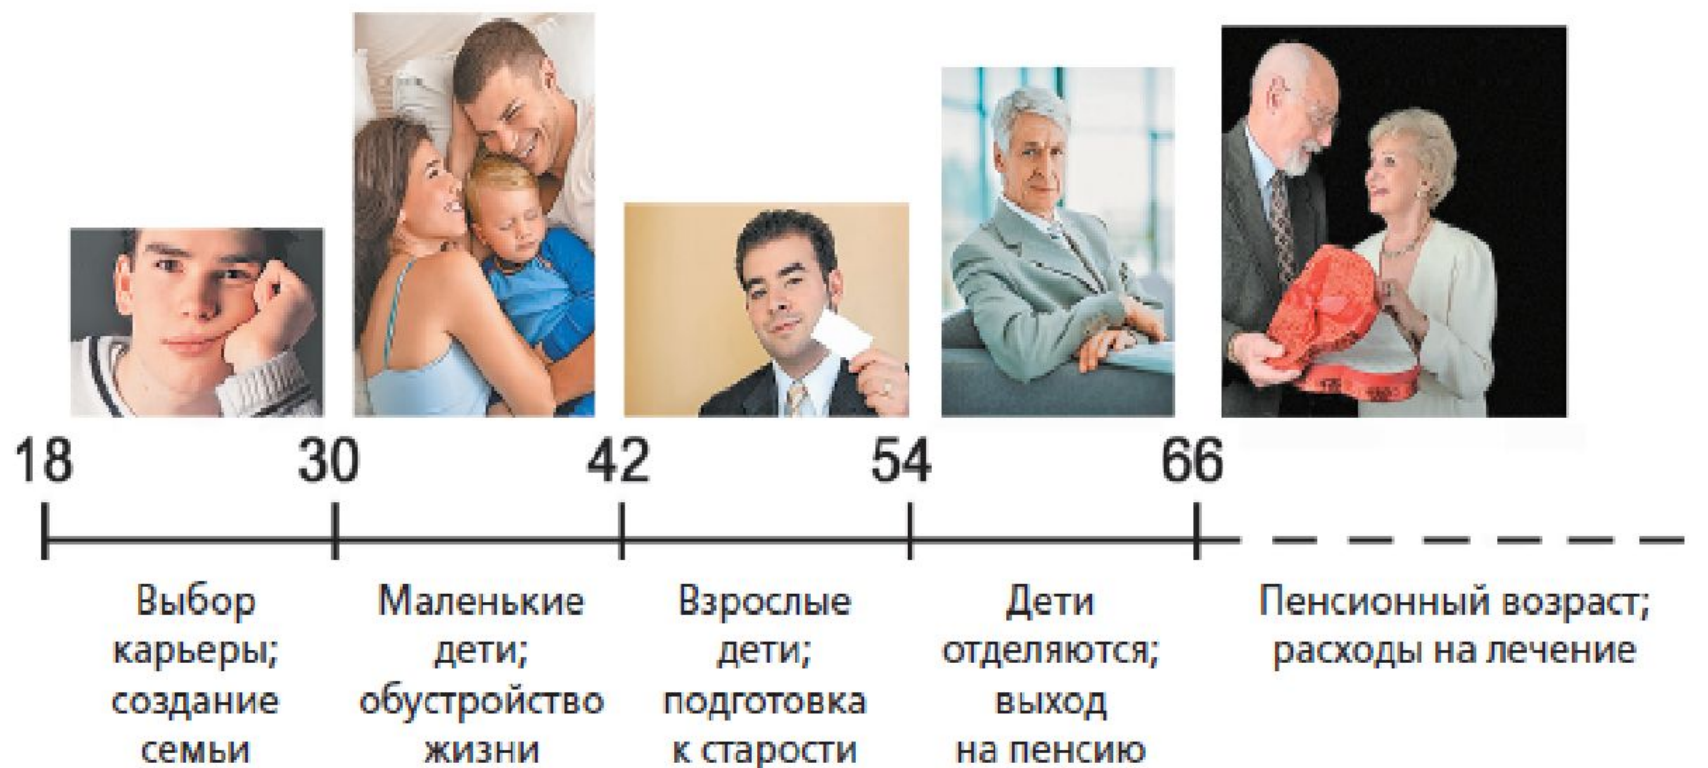 18 30 42 54 66
Выбор
карьеры;
создание
семьи
Маленькие
дети;
обустройство
жизни
Взрослые
дети;
подготовка
к старости
Дети
отделяются;
выход
на пенсию
Пенсионный возраст;
расходы на лечение